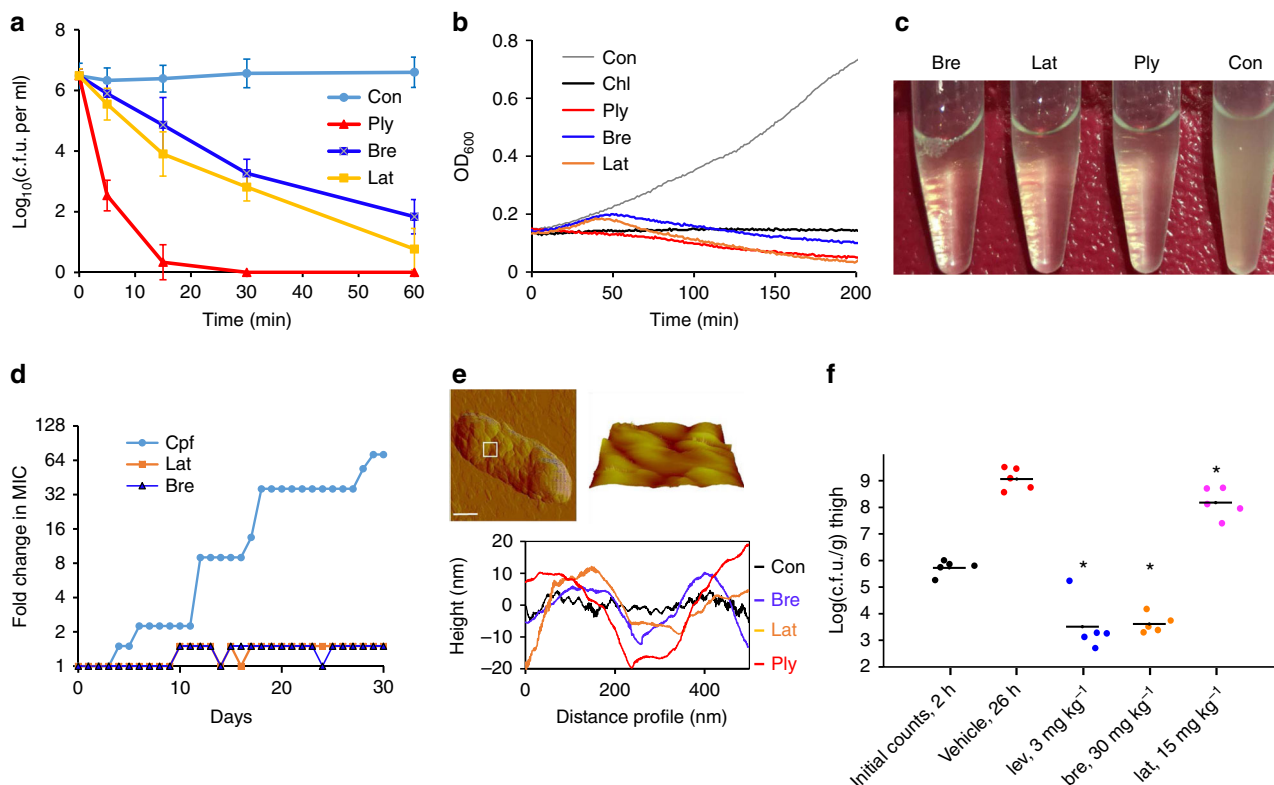 a
8
6
4
2
0
Log10(c.f.u. per ml)
Con
Ply
Bre
Lat
0 10 20 30 40 50 60
Time (min)
b
0.8
0.6
0.4
0.2
0
OD600
Con
Chl
Ply
Bre
Lat
0 50 100 150 200
Time (min)
c
Bre Lat Ply Con
d
128
64
32
16
8
4
2
1
Fold change in MIC
Cpf
Lat
Bre
0 10 20 30
Days
e
20
10
0
–10
–20
Height (nm)
Con
Bre
Lat
Ply
0 200 400
Distance profile (nm)
f
9
8
7
6
5
4
3
2
Log(c.f.u./g) thigh
*
*
*
Initial counts, 2 h
Vehicle, 26 h
lev, 3 mg kg–1
bre, 30 mg kg–1
lat, 15 mg kg–1